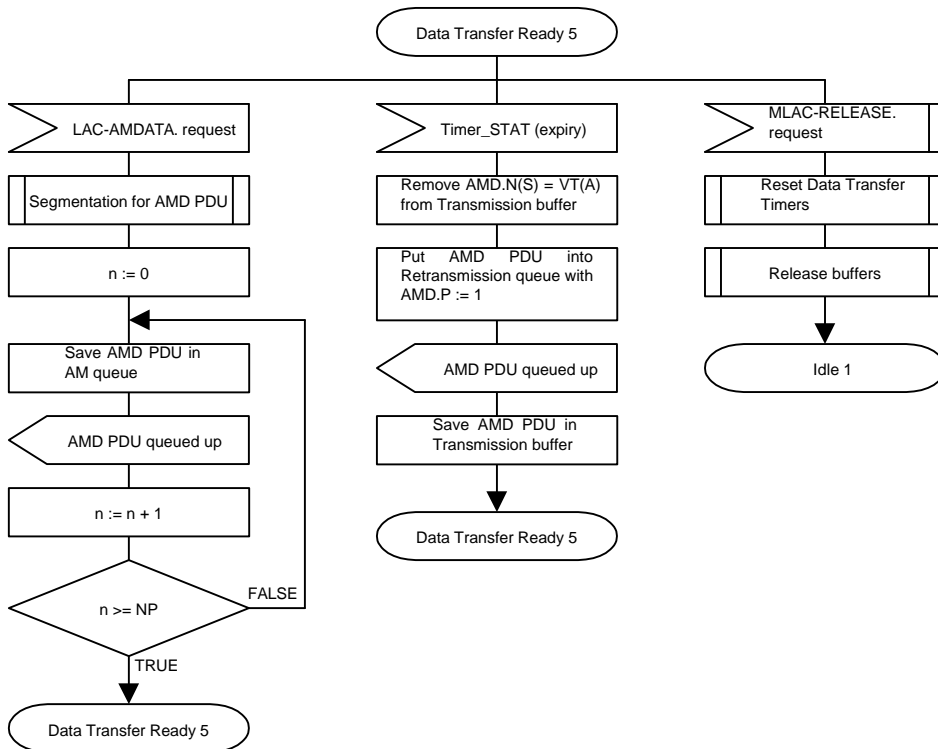 Data Transfer Ready 5
LAC-AMDATA. request
Segmentation for AMD PDU
n := 0
Save AMD PDU in
AM queue
AMD PDU queued up
n := n + 1
n >= NP
FALSE
TRUE
Data Transfer Ready 5
Timer_STAT (expiry)
Remove AMD.N(S) = VT(A)
from Transmission buffer
Put AMD PDU into
Retransmission queue with
AMD.P := 1
AMD PDU queued up
Save AMD PDU in
Transmission buffer
Data Transfer Ready 5
MLAC-RELEASE.
request
Reset Data Transfer
Timers
Release buffers
Idle 1